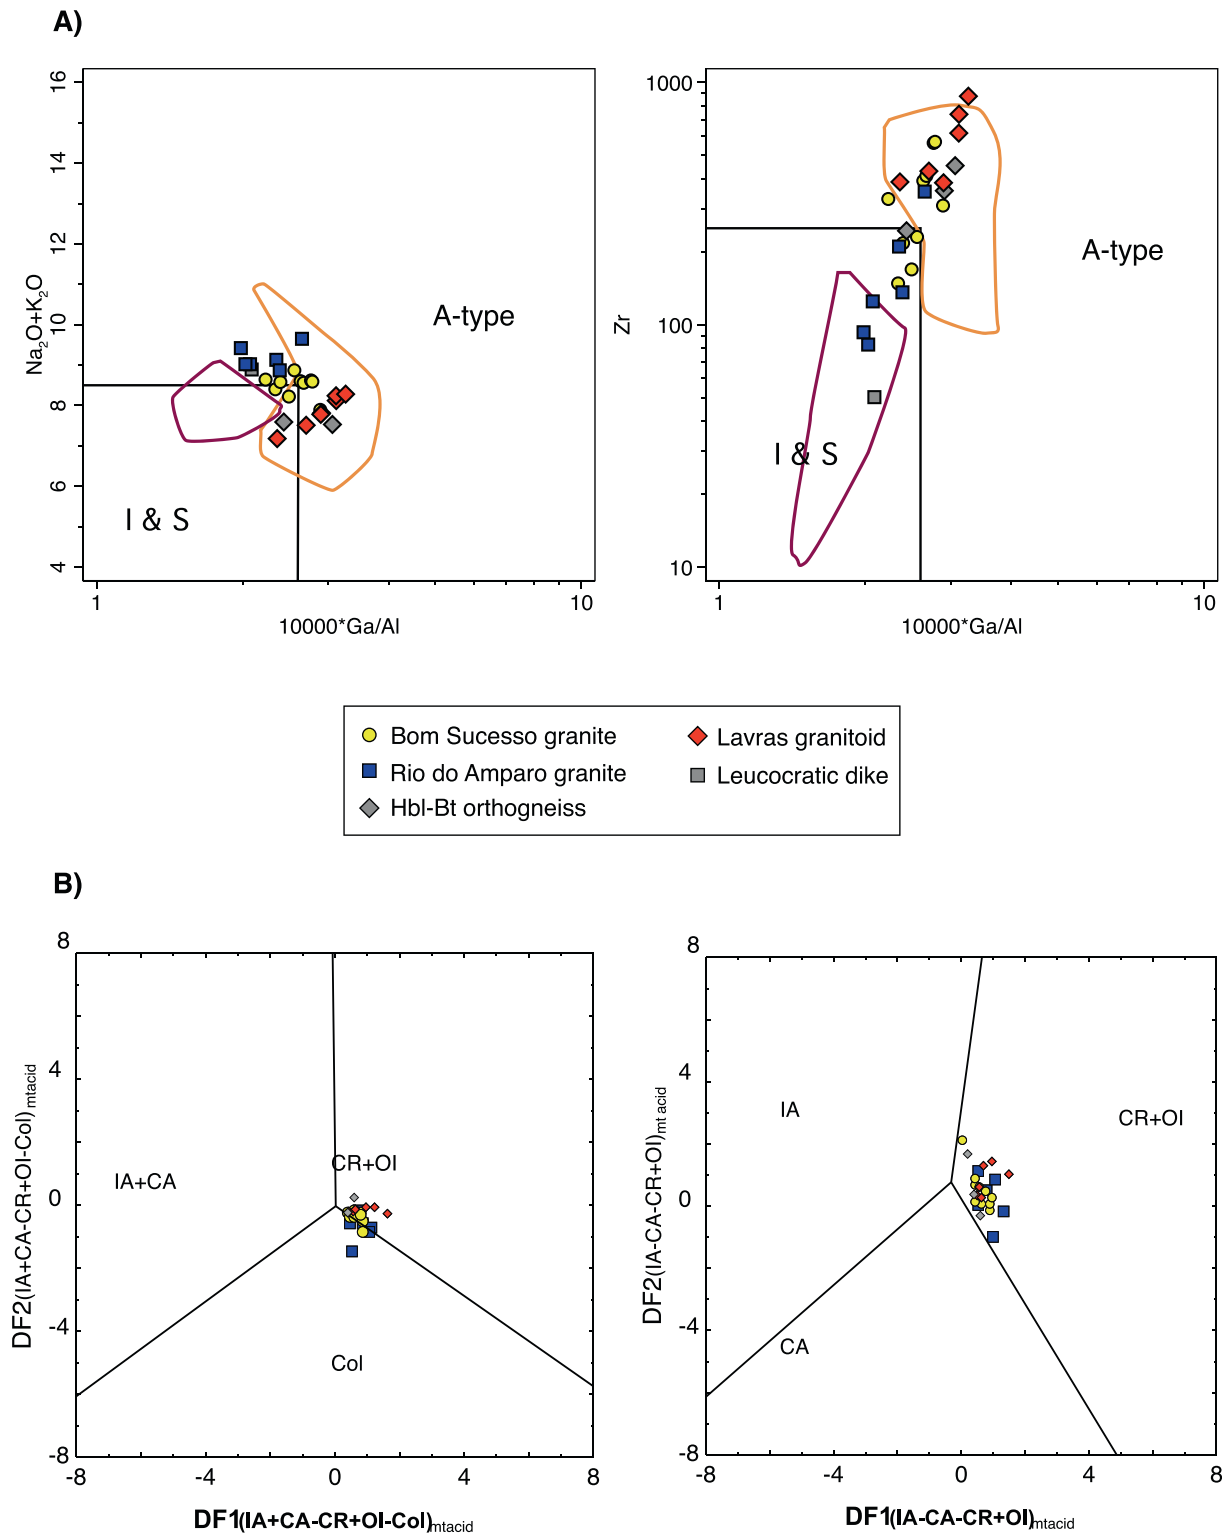 A)
16
14
12
10
8
6
4
Na2O+K2O
A-type
I & S
1
10
10000*Ga/Al
1000
100
10
Zr
A-type
I & S
1
10
10000*Ga/Al
Bom Sucesso granite
Rio do Amparo granite
Hbl-Bt orthogneiss
Lavras granitoid
Leucocratic dike
B)
8
4
0
-4
-8
DF2(IA+CA-CR+OI-Col)mtacid
IA+CA
CR+OI
Col
-8
-4
0
4
8
DF1(IA+CA-CR+OI-Col)mtacid
8
4
0
-4
-8
DF2(IA-CA-CR+OI)mt acid
IA
CR+OI
CA
-8
-4
0
4
8
DF1(IA-CA-CR+OI)mtacid